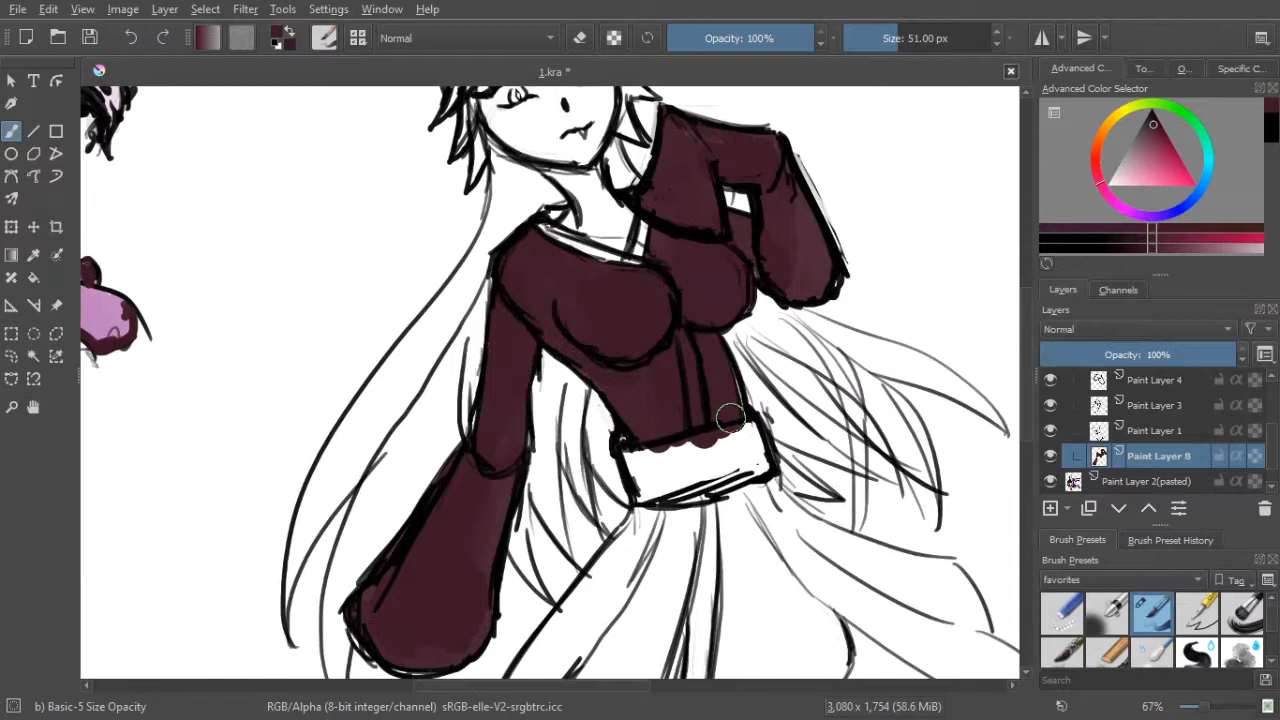 File Edit View Image Layer Select Filter Tools Settings Window Help
Normal Opacity: 100% Size: 51.00 px
1.kra *
Advanced C... To... O... Specific C...
Advanced Color Selector
Layers Channels
Layers
Normal
Opacity: 100%
Paint Layer 4
Paint Layer 3
Paint Layer 1
Paint Layer 8
Paint Layer 2(pasted)
Brush Presets Brush Preset History
Brush Presets
favorites Tag
Search
b) Basic-5 Size Opacity RGB/Alpha (8-bit integer/channel) sRGB-elle-V2-srgbtrc.icc 3,080 x 1,754 (58.6 MiB) 67%